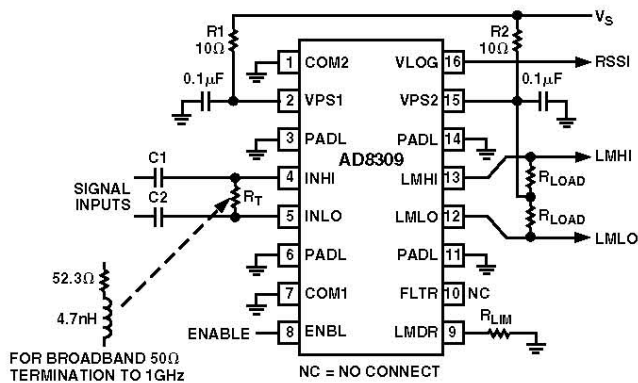 R1
10Ω
R2
10Ω
VS
1 COM2
VLOG 16
RSSI
0.1µF
0.1µF
2 VPS1
VPS2 15
3 PADL
PADL 14
AD8309
C1
4 INHI
LMHI 13
LMHI
SIGNAL
INPUTS
RT
RLOAD
C2
5 INLO
LMLO 12
RLOAD
LMLO
6 PADL
PADL 11
52.3Ω
4.7nH
7 COM1
FLTR 10 NC
ENABLE
8 ENBL
LMDR 9
RLIM
FOR BROADBAND 50Ω
TERMINATION TO 1GHz
NC = NO CONNECT